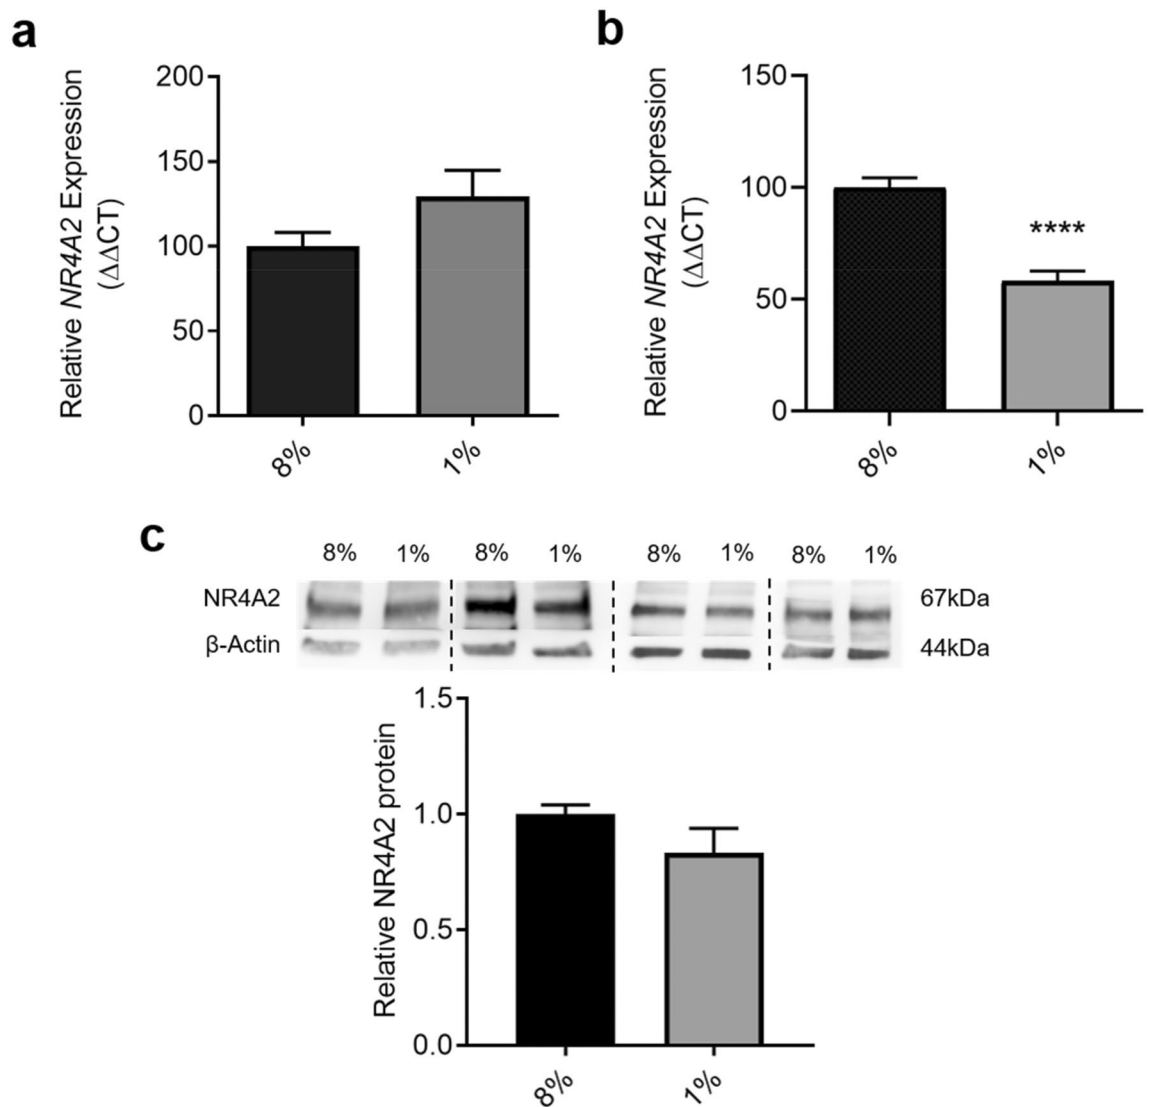 a
Relative NR4A2 Expression
(ΔΔCT)
200
150
100
50
0
8%
1%
b
Relative NR4A2 Expression
(ΔΔCT)
150
100
50
0
****
8%
1%
c
8% 1% 8% 1% 8% 1% 8% 1%
NR4A2 67kDa
β-Actin 44kDa
Relative NR4A2 protein
1.5
1.0
0.5
0.0
8%
1%